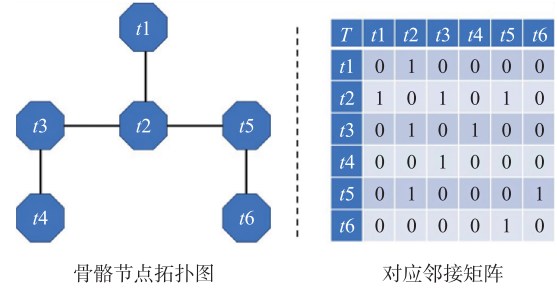 t1
t3 t2 t5
t4 t6
骨骼节点拓扑图
T t1 t2 t3 t4 t5 t6
t1 0 1 0 0 0 0
t2 1 0 1 0 1 0
t3 0 1 0 1 0 0
t4 0 0 1 0 0 0
t5 0 1 0 0 0 1
t6 0 0 0 0 1 0
对应邻接矩阵